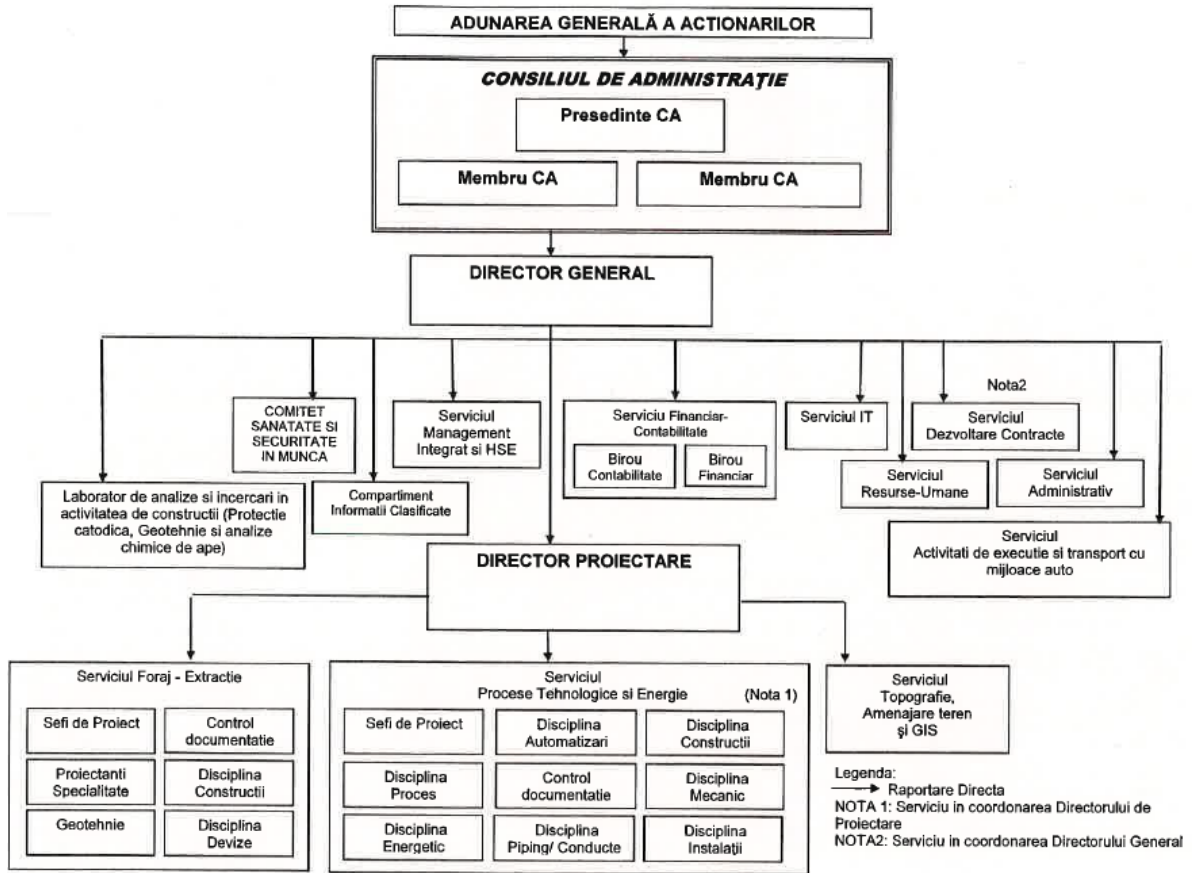 ADUNAREA GENERALĂ A ACTIONARILOR
CONSILIUL DE ADMINISTRAŢIE
Presedinte CA
Membru CA
Membru CA
DIRECTOR GENERAL
Nota2
COMITET
SANATATE SI
SECURITATE
IN MUNCA
Serviciul
Management
Integrat si HSE
Serviciu Financiar-
Contabilitate
Birou
Contabilitate
Birou
Financiar
Serviciul IT
Serviciul
Dezvoltare Contracte
Laborator de analize si incercari in
activitatea de constructii (Protectie
catodica, Geotehnie si analize
chimice de ape)
Compartiment
Informatii Clasificate
Serviciul
Resurse-Umane
Serviciul
Administrativ
Serviciul
Activitati de executie si transport cu
mijloace auto
DIRECTOR PROIECTARE
Serviciul Foraj - Extractie
Sefi de Proiect
Control
documentatie
Proiectanti
Specialitate
Disciplina
Constructii
Geotehnie
Disciplina
Devize
Serviciul
Procese Tehnologice si Energie (Nota 1)
Sefi de Proiect
Disciplina
Automatizari
Disciplina
Constructii
Disciplina
Proces
Control
documentatie
Disciplina
Mecanic
Disciplina
Energetic
Disciplina
Piping/ Conducte
Disciplina
Instalaţii
Serviciul
Topografie,
Amenajare teren
şi GIS
Legenda:
Raportare Directa
NOTA 1: Serviciu in coordonarea Directorului de
Proiectare
NOTA2: Serviciu in coordonarea Directorului General